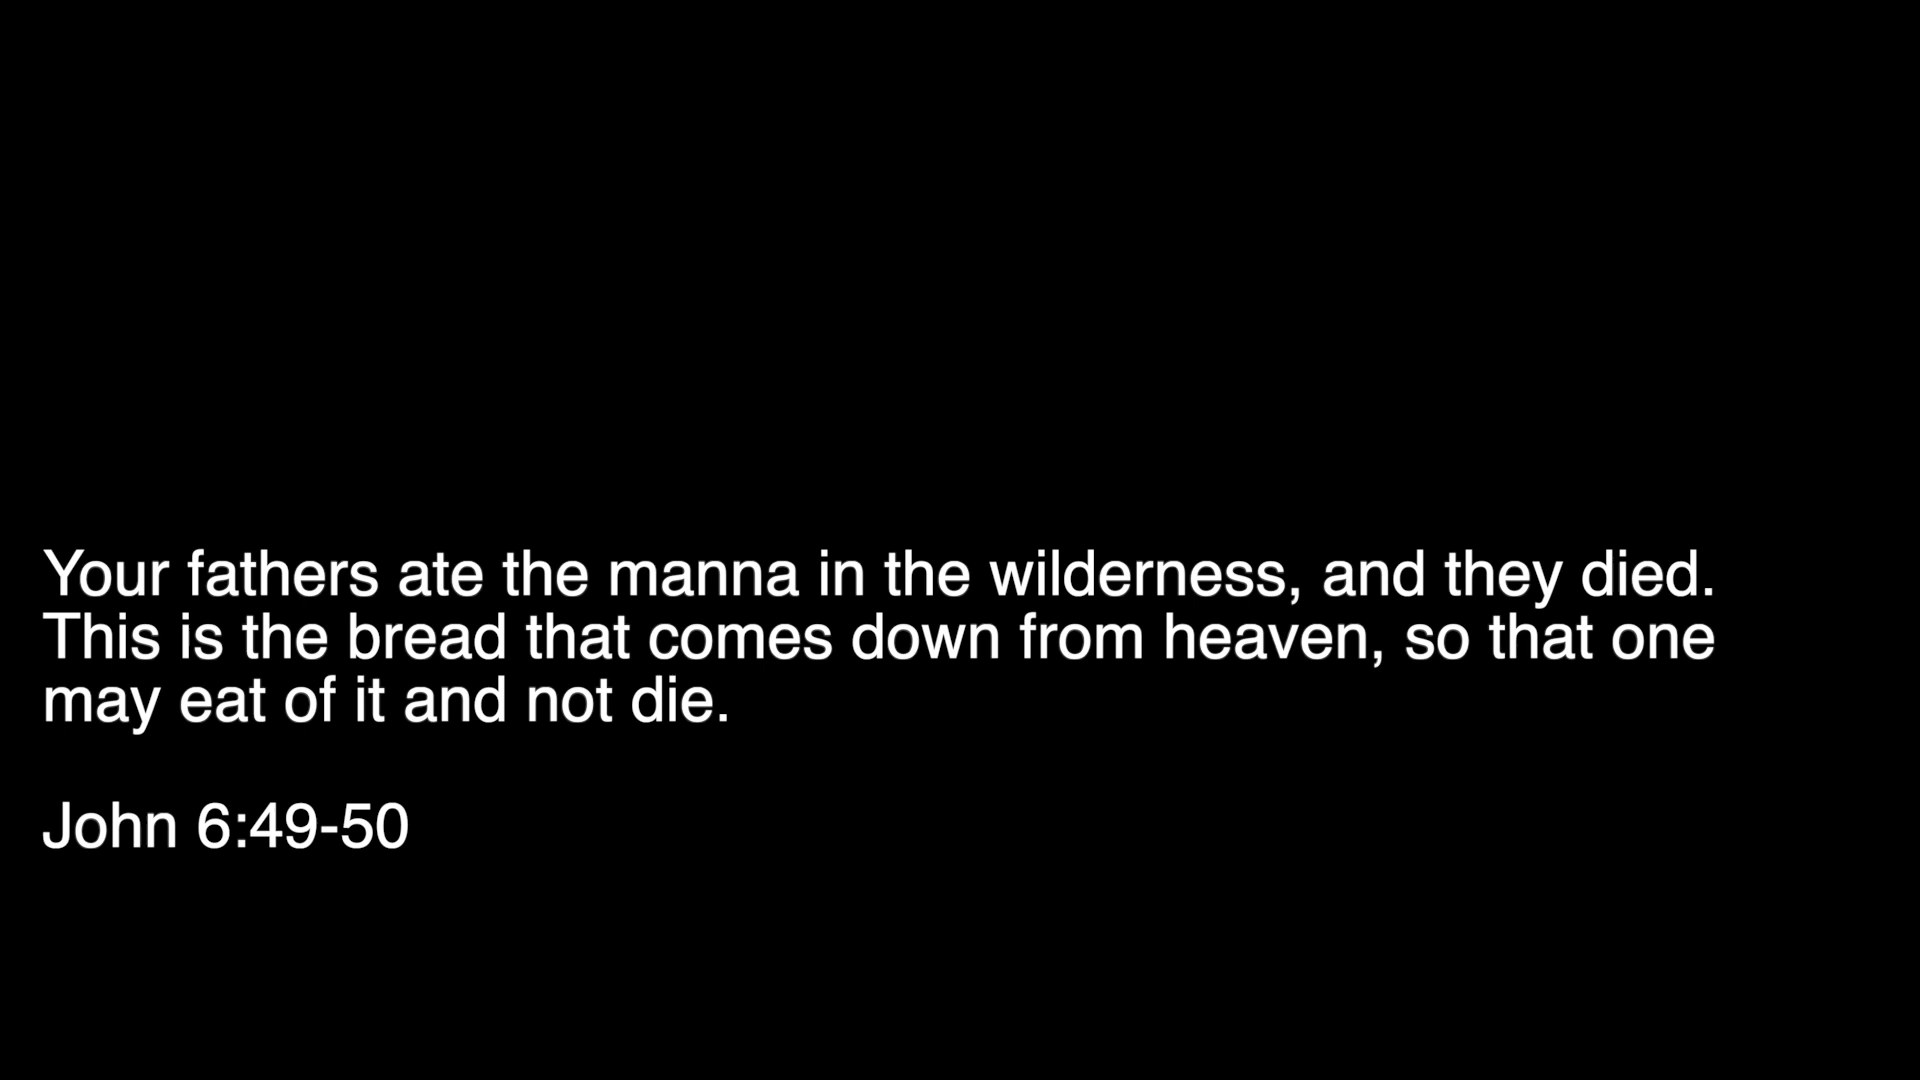 Your fathers ate the manna in the wilderness, and they died.
This is the bread that comes down from heaven, so that one
may eat of it and not die.
John 6:49-50